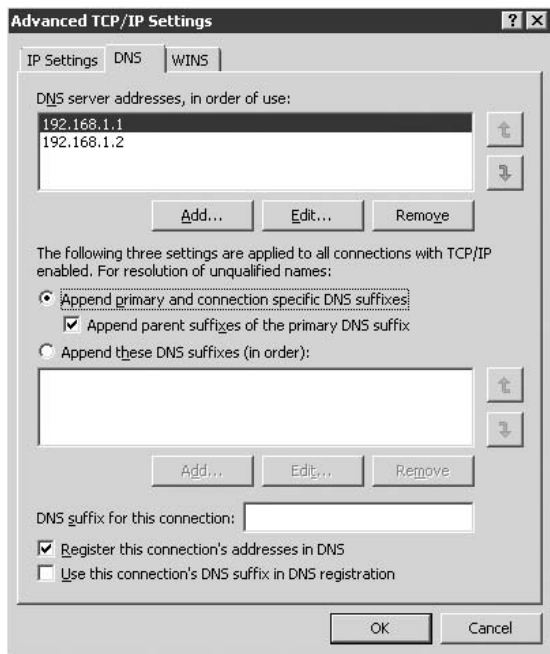 Advanced TCP/IP Settings
IP Settings DNS WINS
DNS server addresses, in order of use:
192.168.1.1
192.168.1.2
Add... Edit... Remove
The following three settings are applied to all connections with TCP/IP
enabled. For resolution of unqualified names:
Append primary and connection specific DNS suffixes
Append parent suffixes of the primary DNS suffix
Append these DNS suffixes (in order):
Add... Edit... Remove
DNS suffix for this connection:
Register this connection's addresses in DNS
Use this connection's DNS suffix in DNS registration
OK Cancel